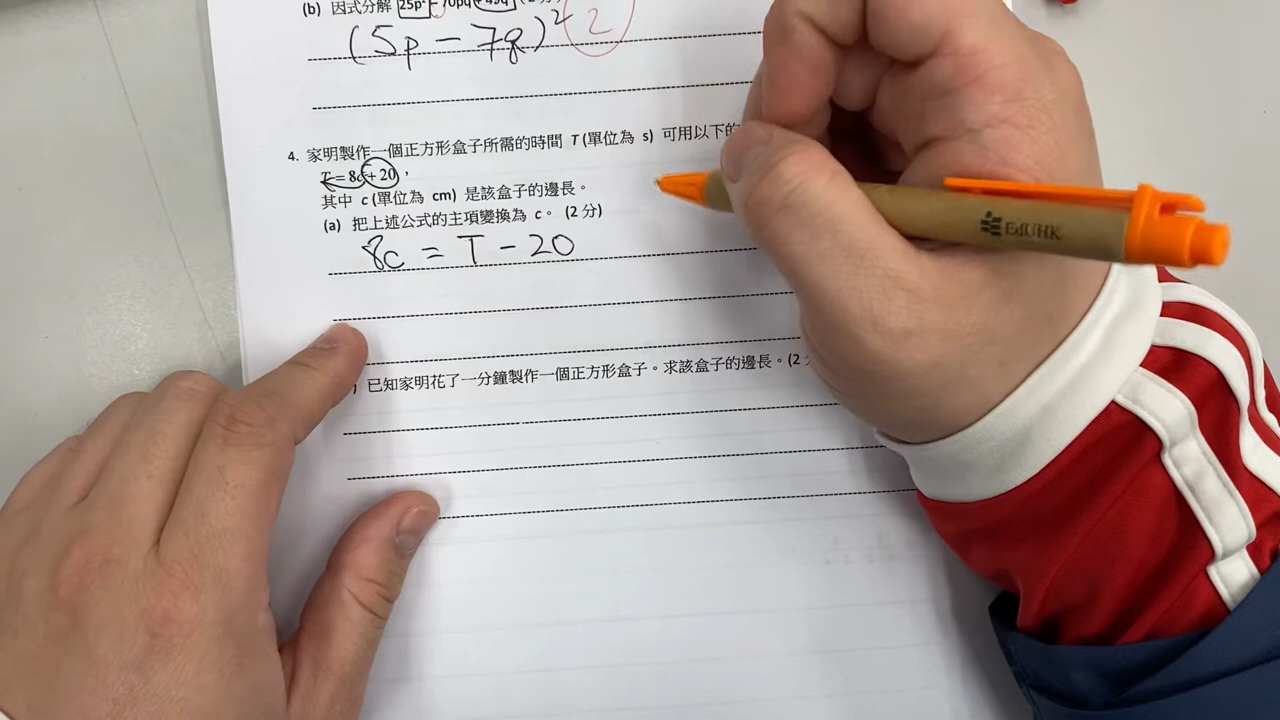 (b) 因式分解 25p² - 70pq + 49q²
(5p - 7q)² 2
4. 家明製作一個正方形盒子所需的時間 T (單位為 s) 可用以下的
T = 8c + 20，
其中 c (單位為 cm) 是該盒子的邊長。
(a) 把上述公式的主項變換為 c。 (2 分)
8c = T - 20
) 已知家明花了一分鐘製作一個正方形盒子。求該盒子的邊長。(2
EdUHK